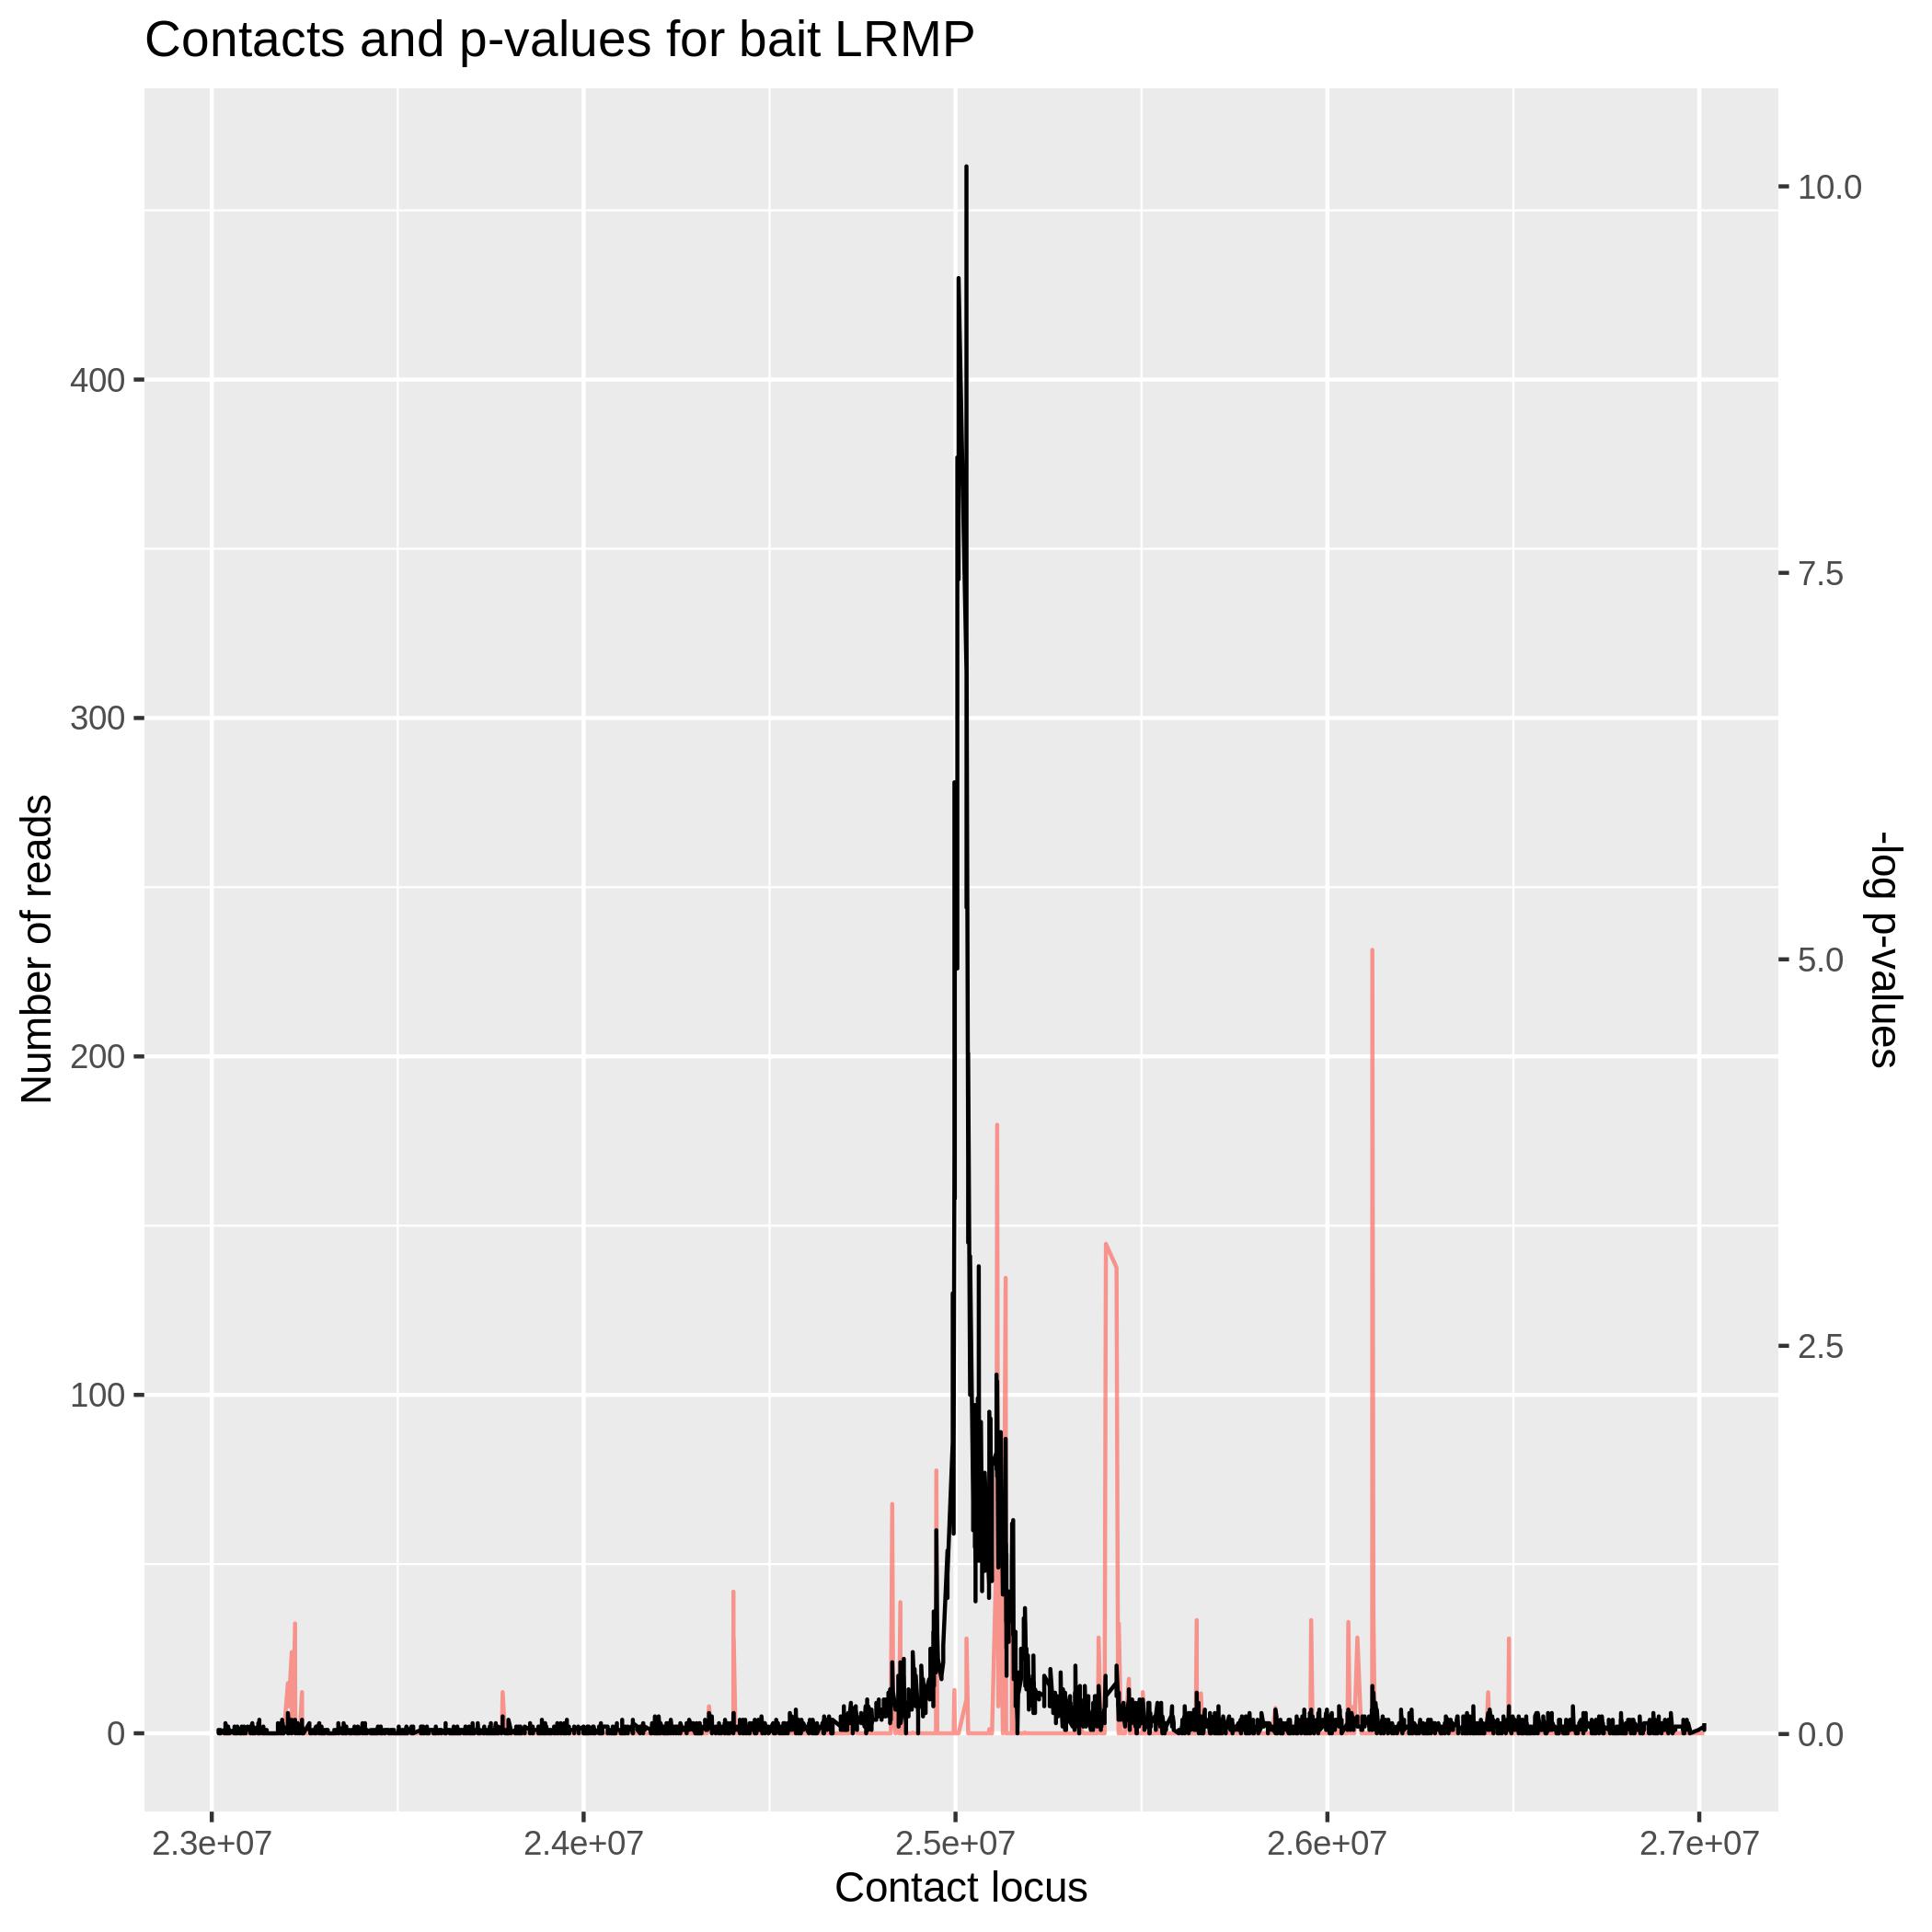 Contacts and p-values for bait LRMP
Number of reads
400
300
200
100
0
10.0
7.5
5.0
2.5
0.0
-log p-values
2.3e+07
2.4e+07
2.5e+07
2.6e+07
2.7e+07
Contact locus